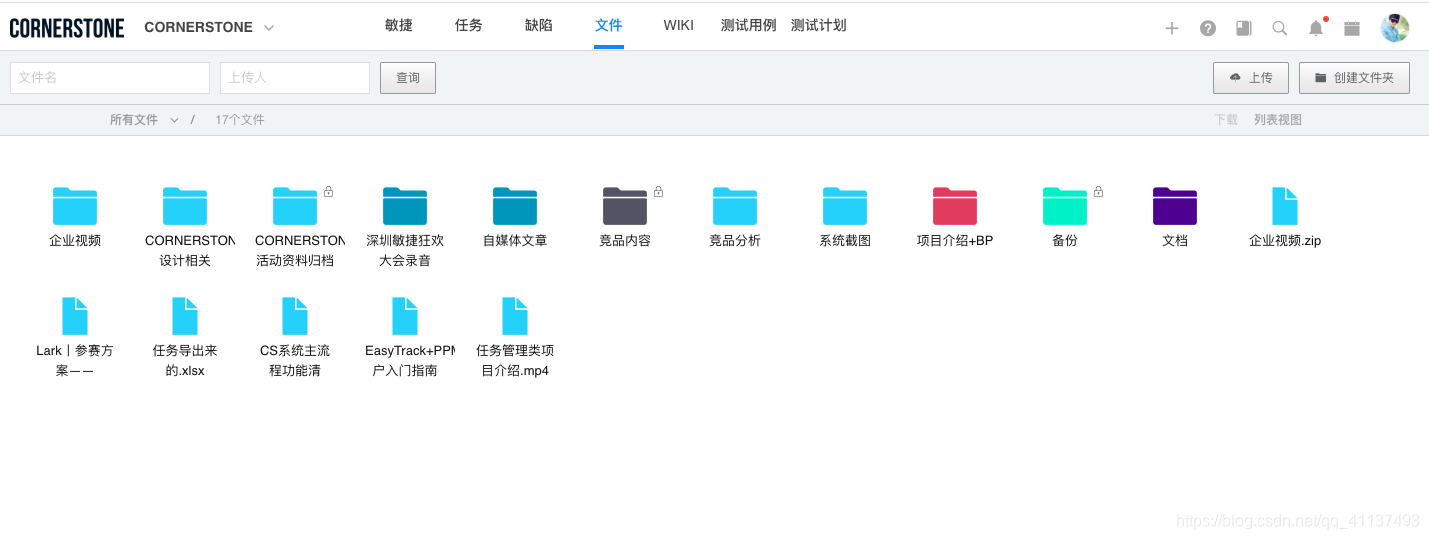 CORNERSTONE CORNERSTONE 敏捷 任务 缺陷 文件 WIKI 测试用例 测试计划
文件名 上传人 查询 上传 创建文件夹
所有文件 / 17个文件 下载 列表视图
企业视频 CORNERSTON 设计相关 CORNERSTON 活动资料归档 深圳敏捷狂欢 大会录音 自媒体文章 竞品内容 竞品分析 系统截图 项目介绍+BP 备份 文档 企业视频.zip
Lark丨参赛方 案—— 任务导出来 的.xlsx CS系统主流 程功能清 EasyTrack+PPM 户入门指南 任务管理类项 目介绍.mp4
https://blog.csdn.net/qq_41137493